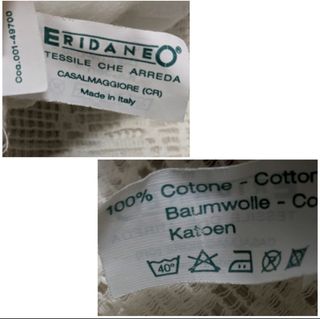 Cod.001-49700
ERIDANEO®
TESSILE CHE ARREDA
CASALMAGGIORE (CR)
Made in Italy
100% Cotone - Cotton
Baumwolle - Co
Katoen
40°